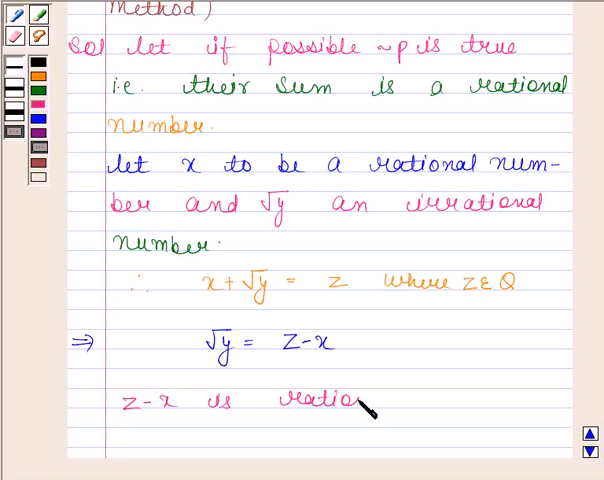 Method)
Sol let if possible ~p is true
i.e. their sum is a rational
number.
let x to be a rational num-
ber and √y an irrational
number.
∴ x + √y = z where z ε Q
⇒ √y = z - x
z - x is ratio